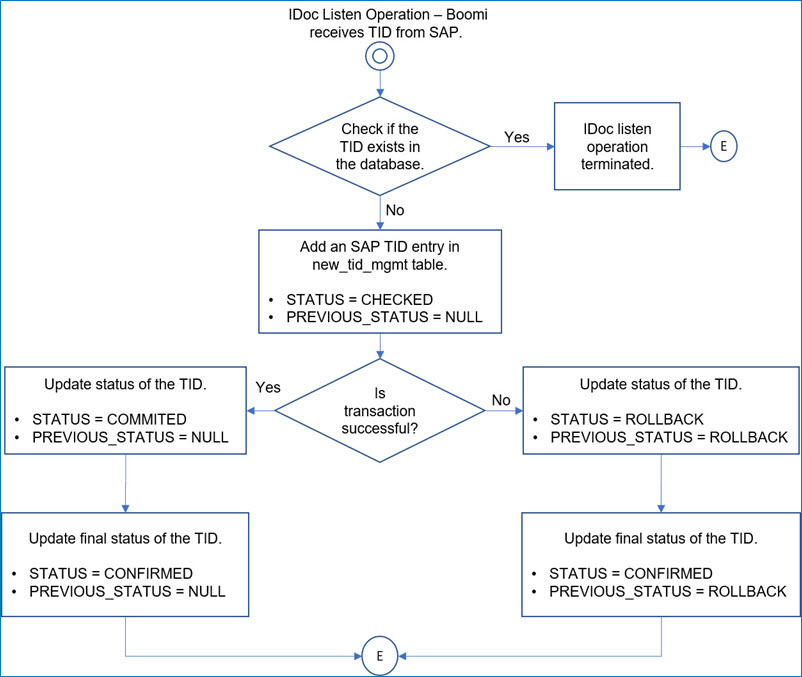 IDoc Listen Operation – Boomi
receives TID from SAP.
Check if the
TID exists in
the database.
Yes
IDoc listen
operation
terminated.
E
No
Add an SAP TID entry in
new_tid_mgmt table.
• STATUS = CHECKED
• PREVIOUS_STATUS = NULL
Is
transaction
successful?
Yes
Update status of the TID.
• STATUS = COMMITED
• PREVIOUS_STATUS = NULL
No
Update status of the TID.
• STATUS = ROLLBACK
• PREVIOUS_STATUS = ROLLBACK
Update final status of the TID.
• STATUS = CONFIRMED
• PREVIOUS_STATUS = NULL
Update final status of the TID.
• STATUS = CONFIRMED
• PREVIOUS_STATUS = ROLLBACK
E